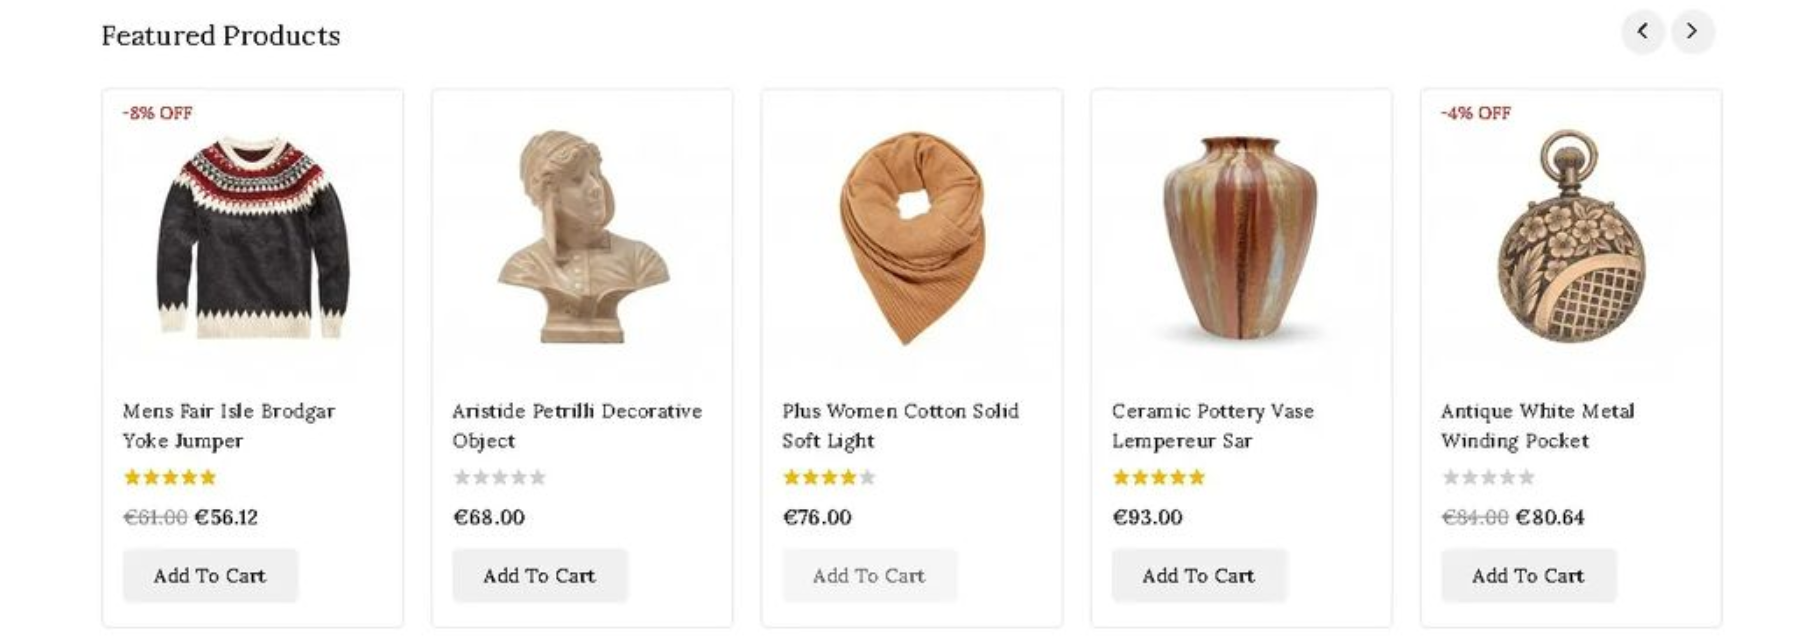 Featured Products
-8% OFF
Mens Fair Isle Brodgar
Yoke Jumper
€61.00 €56.12
Add To Cart
Aristide Petrilli Decorative
Object
€68.00
Add To Cart
Plus Women Cotton Solid
Soft Light
€76.00
Add To Cart
Ceramic Pottery Vase
Lempereur Sar
€93.00
Add To Cart
-4% OFF
Antique White Metal
Winding Pocket
€84.00 €80.64
Add To Cart